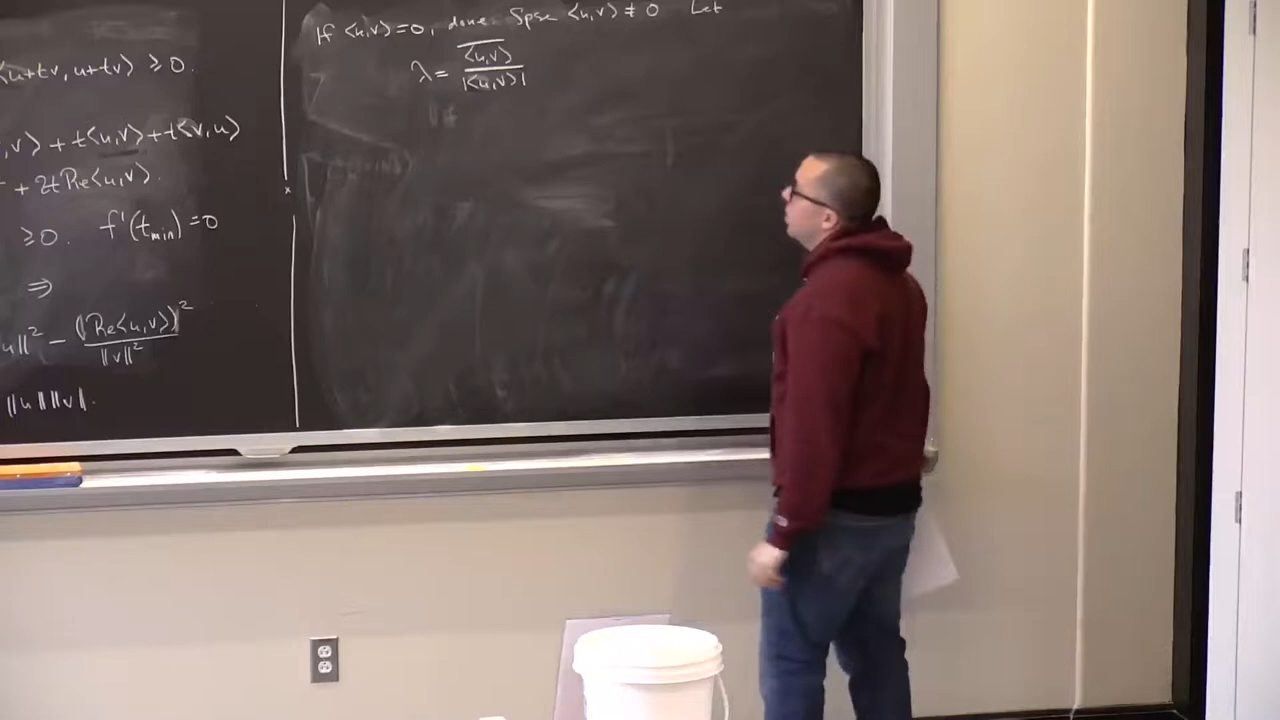 <u+tv, u+tv> ≥ 0.
,v> + t<u,v> + t<v,u>
+ 2t Re<u,v>.
≥ 0. f'(t_min) = 0
⇒
u||² - (Re<u,v>)² / ||v||²
||u|| ||v||.
If <u,v> = 0, done. Spse <u,v> ≠ 0 Let
λ = \overline{<u,v>} / |<u,v>|